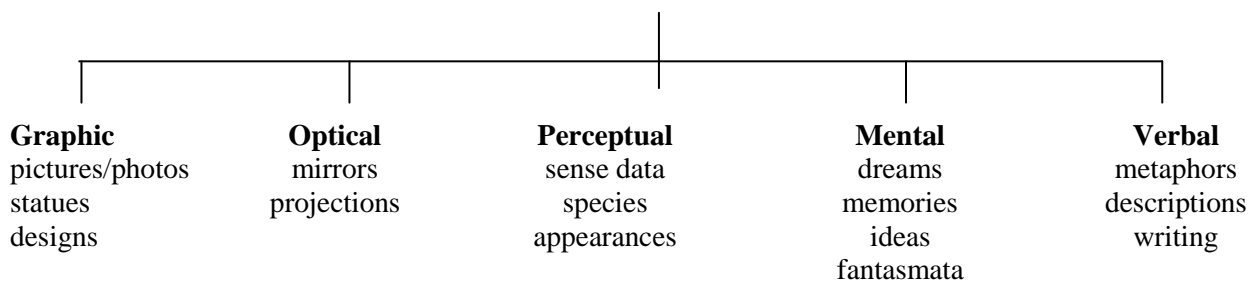 Graphic
pictures/photos
statues
designs
Optical
mirrors
projections
Perceptual
sense data
species
appearances
Mental
dreams
memories
ideas
fantasmata
Verbal
metaphors
descriptions
writing